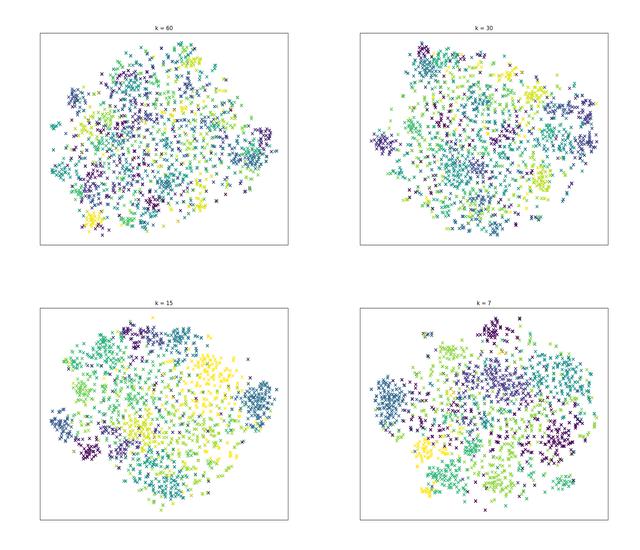 k = 60
k = 30
k = 15
k = 7